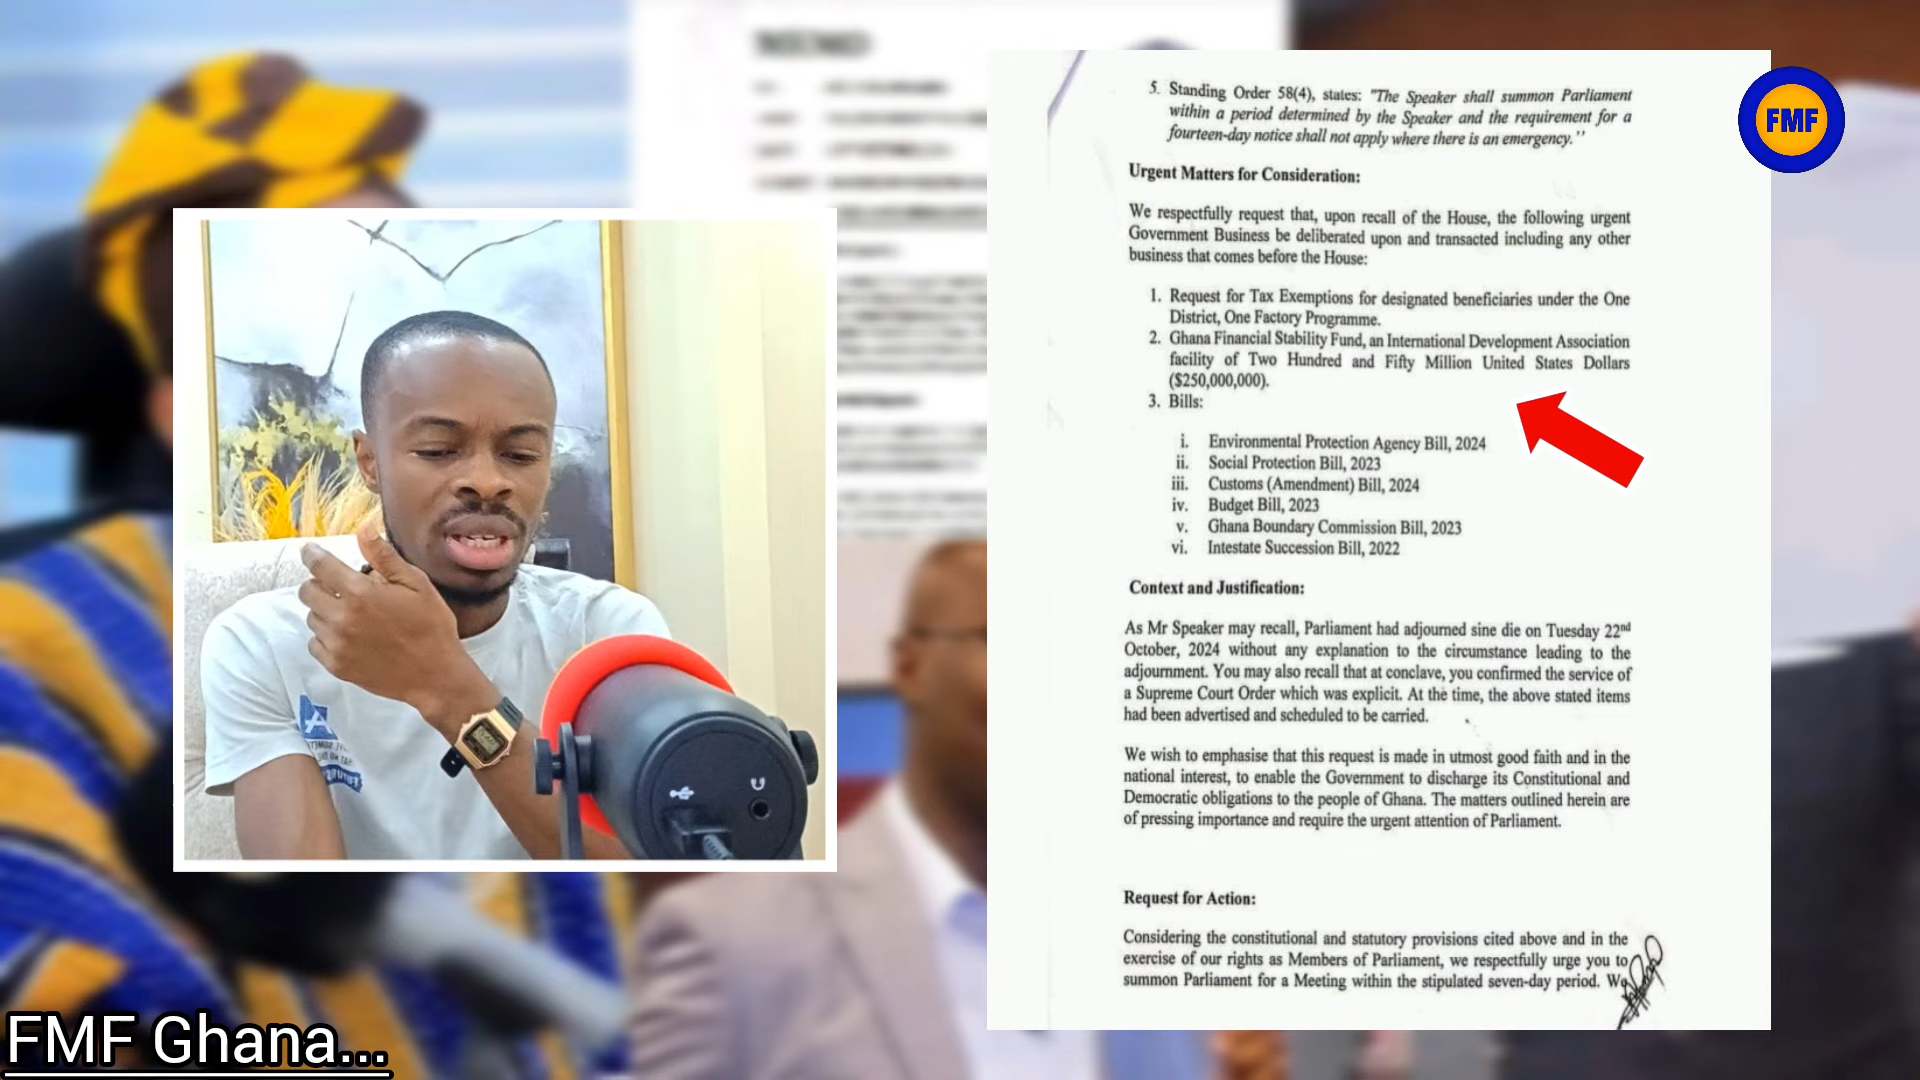 5. Standing Order 58(4), states: "The Speaker shall summon Parliament
within a period determined by the Speaker and the requirement for a
fourteen-day notice shall not apply where there is an emergency.''
Urgent Matters for Consideration:
We respectfully request that, upon recall of the House, the following urgent
Government Business be deliberated upon and transacted including any other
business that comes before the House:
1. Request for Tax Exemptions for designated beneficiaries under the One
District, One Factory Programme.
2. Ghana Financial Stability Fund, an International Development Association
facility of Two Hundred and Fifty Million United States Dollars
($250,000,000).
3. Bills:
i. Environmental Protection Agency Bill, 2024
ii. Social Protection Bill, 2023
iii. Customs (Amendment) Bill, 2024
iv. Budget Bill, 2023
v. Ghana Boundary Commission Bill, 2023
vi. Intestate Succession Bill, 2022
Context and Justification:
As Mr Speaker may recall, Parliament had adjourned sine die on Tuesday 22nd
October, 2024 without any explanation to the circumstance leading to the
adjournment. You may also recall that at conclave, you confirmed the service of
a Supreme Court Order which was explicit. At the time, the above stated items
had been advertised and scheduled to be carried.
We wish to emphasise that this request is made in utmost good faith and in the
national interest, to enable the Government to discharge its Constitutional and
Democratic obligations to the people of Ghana. The matters outlined herein are
of pressing importance and require the urgent attention of Parliament.
Request for Action:
Considering the constitutional and statutory provisions cited above and in the
exercise of our rights as Members of Parliament, we respectfully urge you to
summon Parliament for a Meeting within the stipulated seven-day period. We
FMF
FMF Ghana...